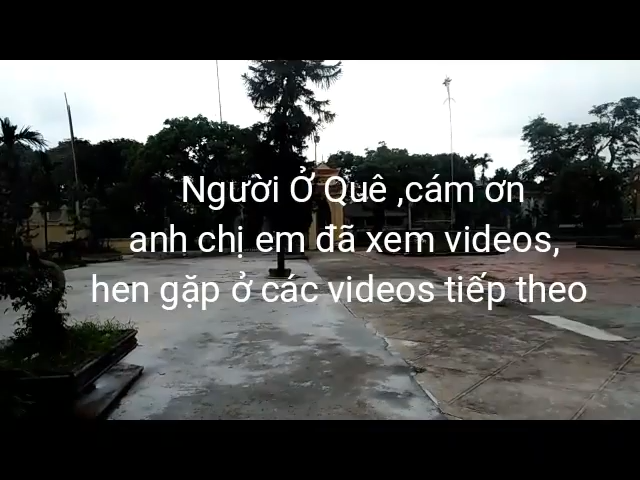 Người Ở Quê ,cám ơn
anh chị em đã xem videos,
hen gặp ở các videos tiếp theo